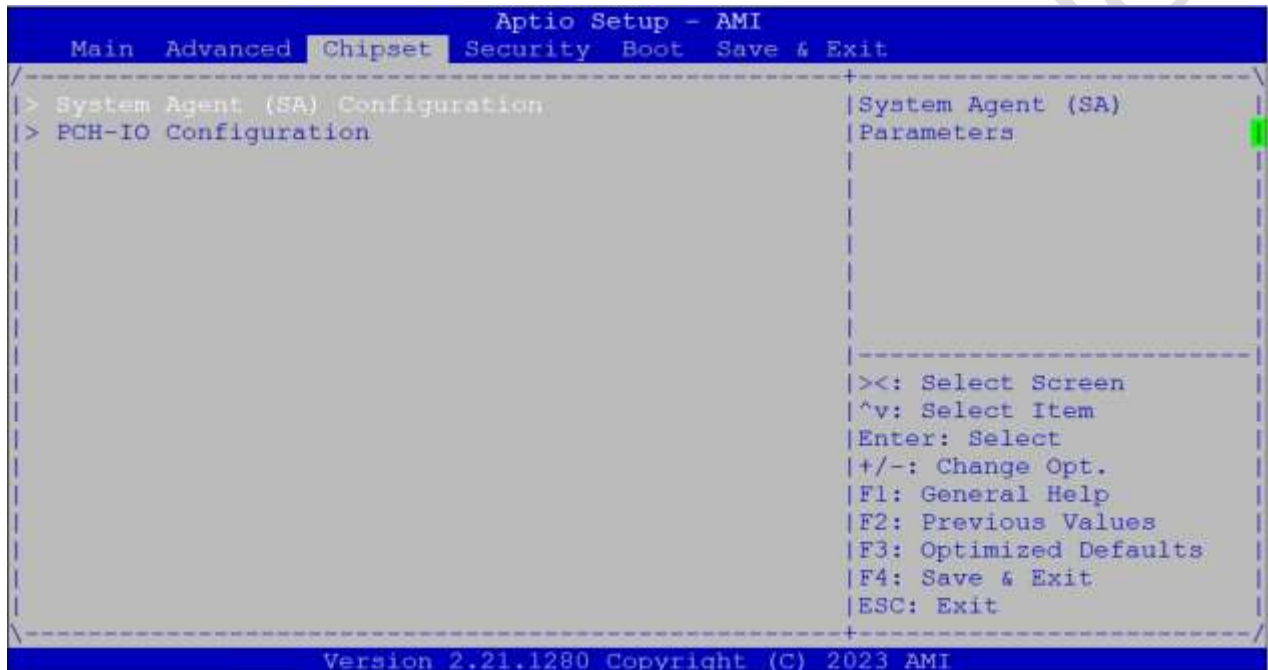 Aptio Setup - AMI
Main Advanced Chipset Security Boot Save & Exit
> System Agent (SA) Configuration
> PCH-IO Configuration
System Agent (SA)
Parameters
><: Select Screen
^v: Select Item
Enter: Select
+/-: Change Opt.
F1: General Help
F2: Previous Values
F3: Optimized Defaults
F4: Save & Exit
ESC: Exit
Version 2.21.1280 Copyright (C) 2023 AMI